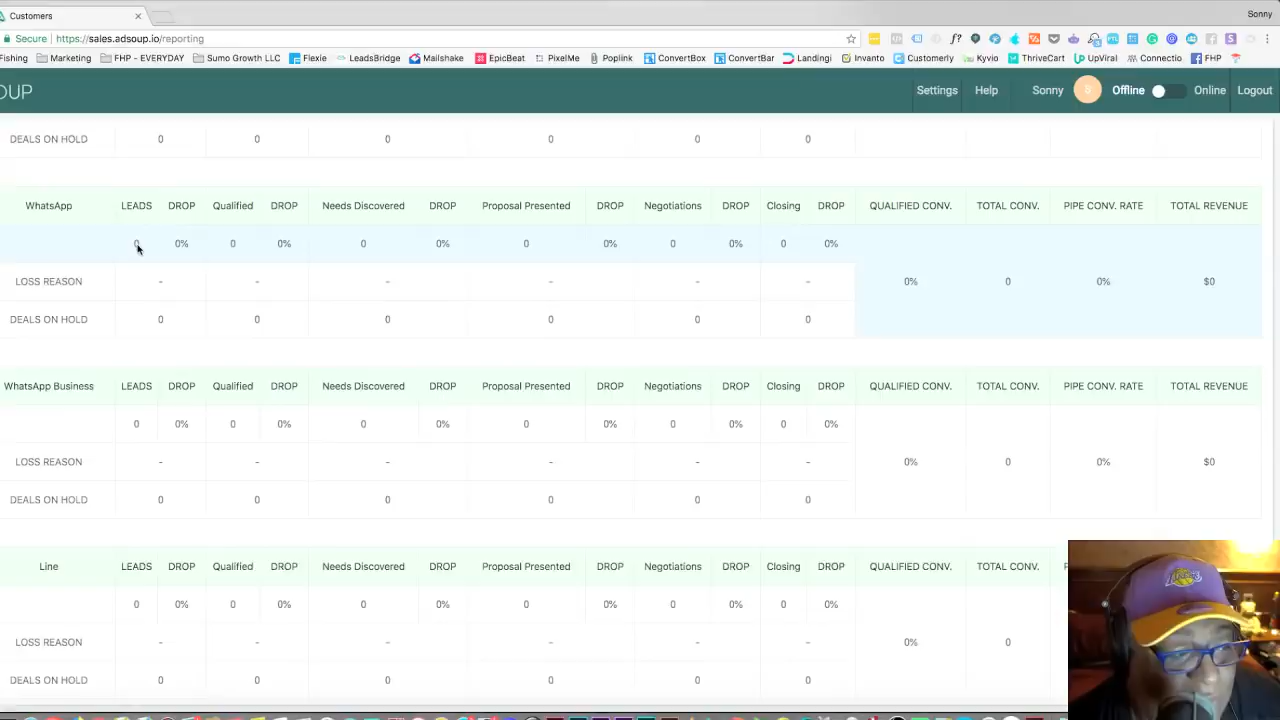 Customers
Sonny
Secure https://sales.adsoup.io/reporting
Fishing Marketing FHP - EVERYDAY Sumo Growth LLC Flexie LeadsBridge Mailshake EpicBeat PixelMe Poplink ConvertBox ConvertBar Landingi Invanto Customerly Kyvio ThriveCart UpViral Connectio FHP
OUP Settings Help Sonny Offline Online Logout
DEALS ON HOLD 0 0 0 0 0 0
WhatsApp LEADS DROP Qualified DROP Needs Discovered DROP Proposal Presented DROP Negotiations DROP Closing DROP QUALIFIED CONV. TOTAL CONV. PIPE CONV. RATE TOTAL REVENUE
0 0% 0 0% 0 0% 0 0% 0 0% 0 0%
LOSS REASON - - - - - - 0% 0 0% $0
DEALS ON HOLD 0 0 0 0 0 0
WhatsApp Business LEADS DROP Qualified DROP Needs Discovered DROP Proposal Presented DROP Negotiations DROP Closing DROP QUALIFIED CONV. TOTAL CONV. PIPE CONV. RATE TOTAL REVENUE
0 0% 0 0% 0 0% 0 0% 0 0% 0 0%
LOSS REASON - - - - - - 0% 0 0% $0
DEALS ON HOLD 0 0 0 0 0 0
Line LEADS DROP Qualified DROP Needs Discovered DROP Proposal Presented DROP Negotiations DROP Closing DROP QUALIFIED CONV. TOTAL CONV.
0 0% 0 0% 0 0% 0 0% 0 0% 0 0%
LOSS REASON - - - - - - 0% 0
DEALS ON HOLD 0 0 0 0 0 0